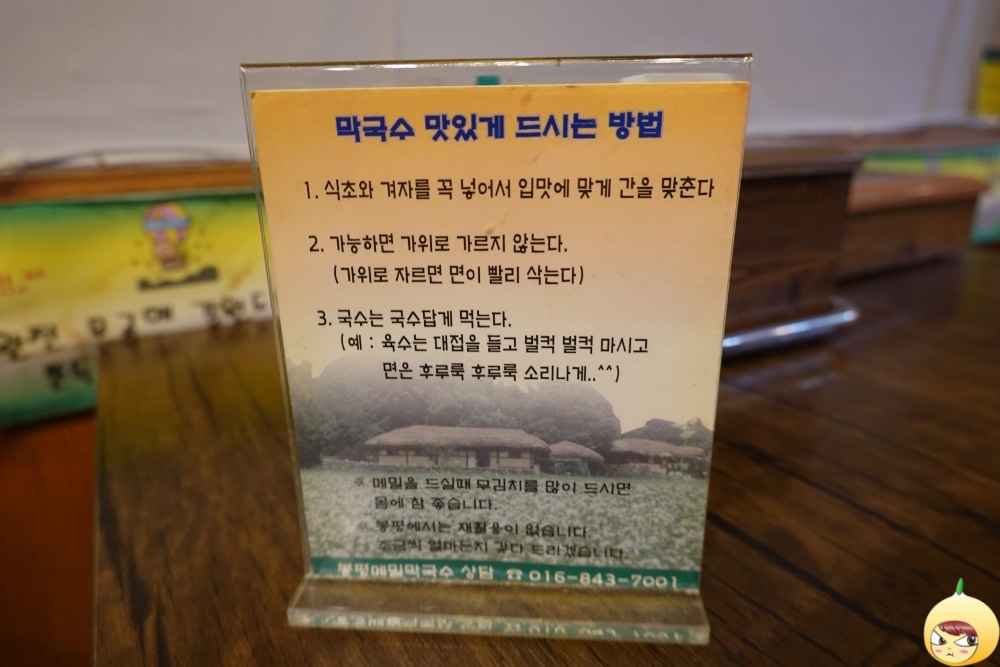 막국수 맛있게 드시는 방법
1. 식초와 겨자를 꼭 넣어서 입맛에 맞게 간을 맞춘다
2. 가능하면 가위로 가르지 않는다.
(가위로 자르면 면이 빨리 삭는다)
3. 국수는 국수답게 먹는다.
(예 : 육수는 대접을 들고 벌컥 벌컥 마시고
면은 후루룩 후루룩 소리나게..^^)
※ 메밀을 드실때 무김치를 많이 드시면
몸에 참 좋습니다.
※ 봉평에서는 재활용이 없습니다.
조금씩 얼마든지 갖다 드리겠습니다.
봉평메밀막국수 상담 ☎ 016-843-7001